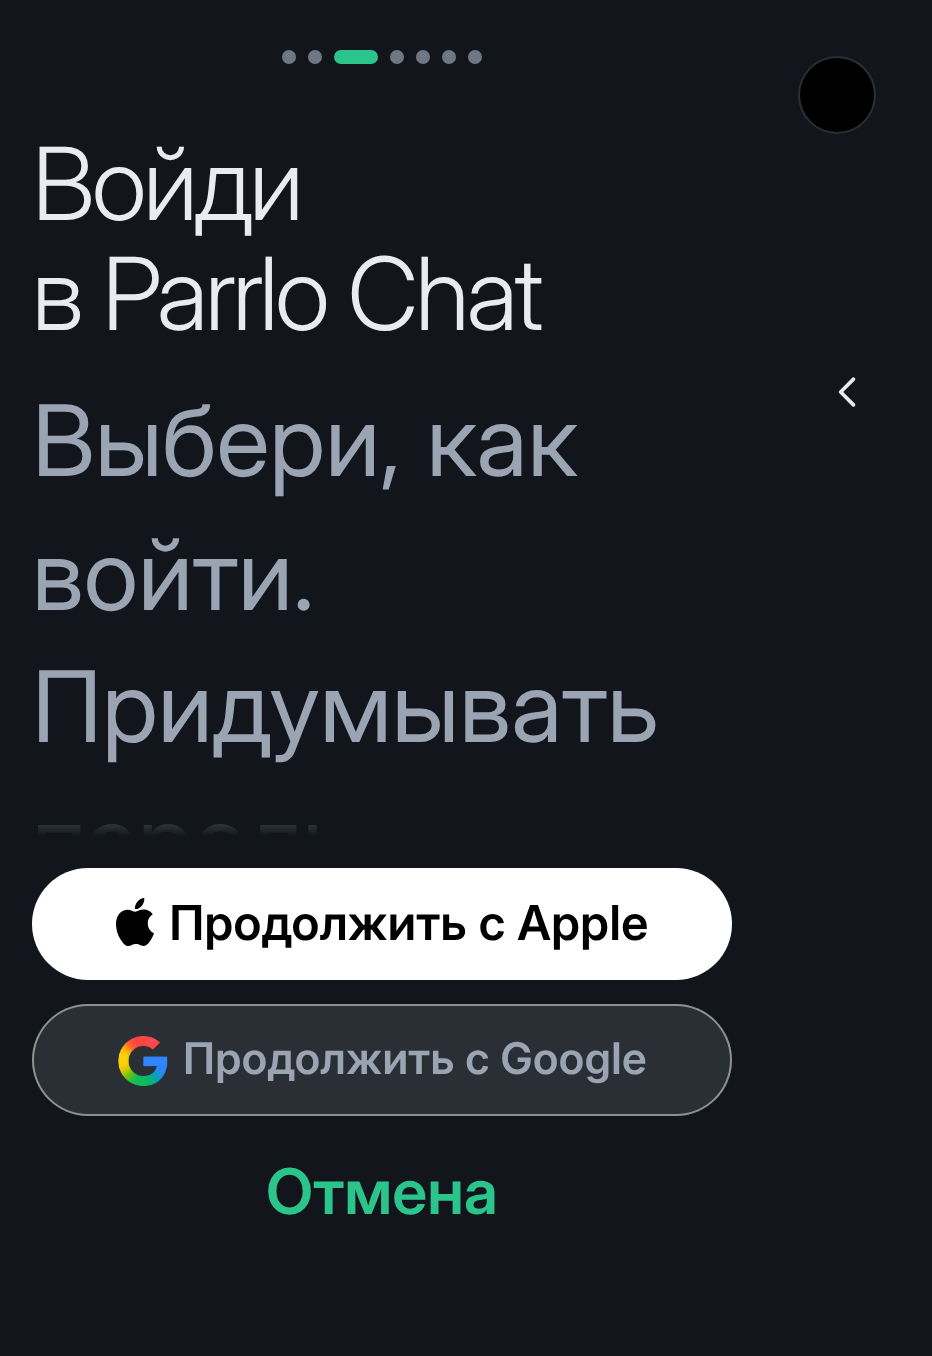 Войди
в Parrlo Chat
Выбери, как
войти.
Придумывать
Продолжить с Apple
Продолжить с Google
Отмена